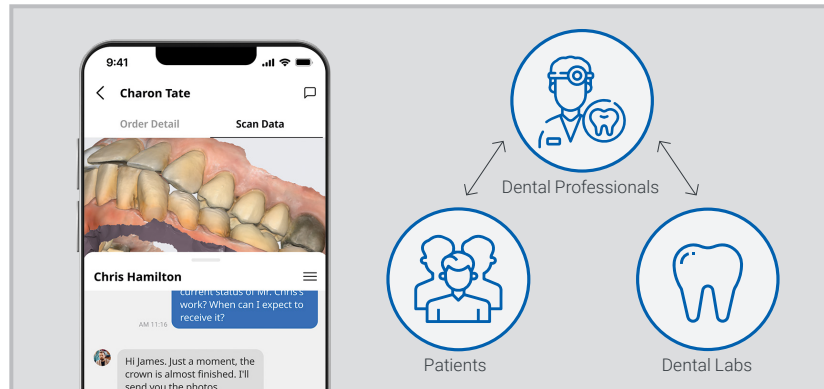 9:41
Charon Tate
Order Detail
Scan Data
Chris Hamilton
current status of Mr. Chris's
work? When can I expect to
receive it?
AM 11:16
Hi James. Just a moment, the
crown is almost finished. I'll
send you the photos
Dental Professionals
Patients
Dental Labs